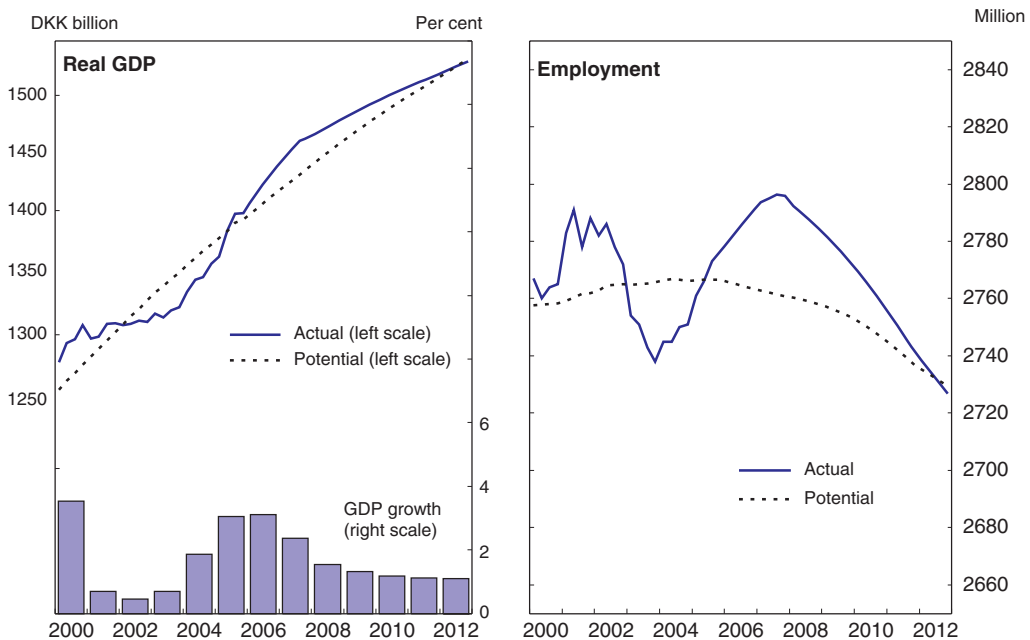 DKK billion
Per cent
Real GDP
1500
1450
1400
1350
1300
1250
6
4
2
0
Actual (left scale)
Potential (left scale)
GDP growth
(right scale)
2000 2002 2004 2006 2008 2010 2012
Million
Employment
2840
2820
2800
2780
2760
2740
2720
2700
2680
2660
Actual
Potential
2000 2002 2004 2006 2008 2010 2012